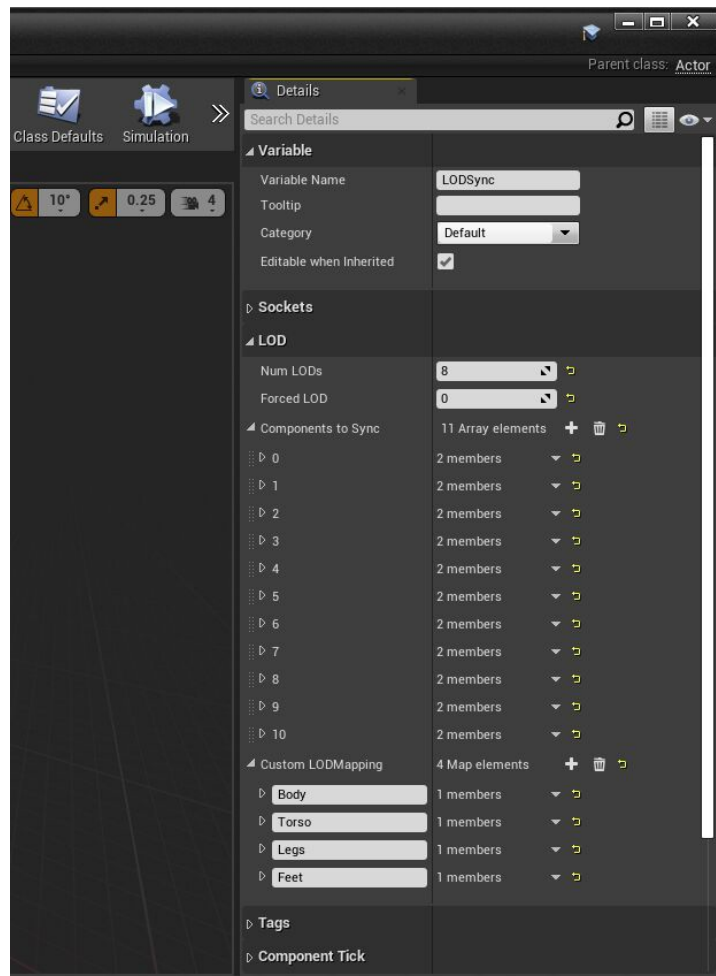 Parent class: Actor
Class Defaults
Simulation
10°
0.25
4
Details
Search Details
Variable
Variable Name LODSync
Tooltip
Category Default
Editable when Inherited
Sockets
LOD
Num LODs 8
Forced LOD 0
Components to Sync 11 Array elements
0 2 members
1 2 members
2 2 members
3 2 members
4 2 members
5 2 members
6 2 members
7 2 members
8 2 members
9 2 members
10 2 members
Custom LODMapping 4 Map elements
Body 1 members
Torso 1 members
Legs 1 members
Feet 1 members
Tags
Component Tick